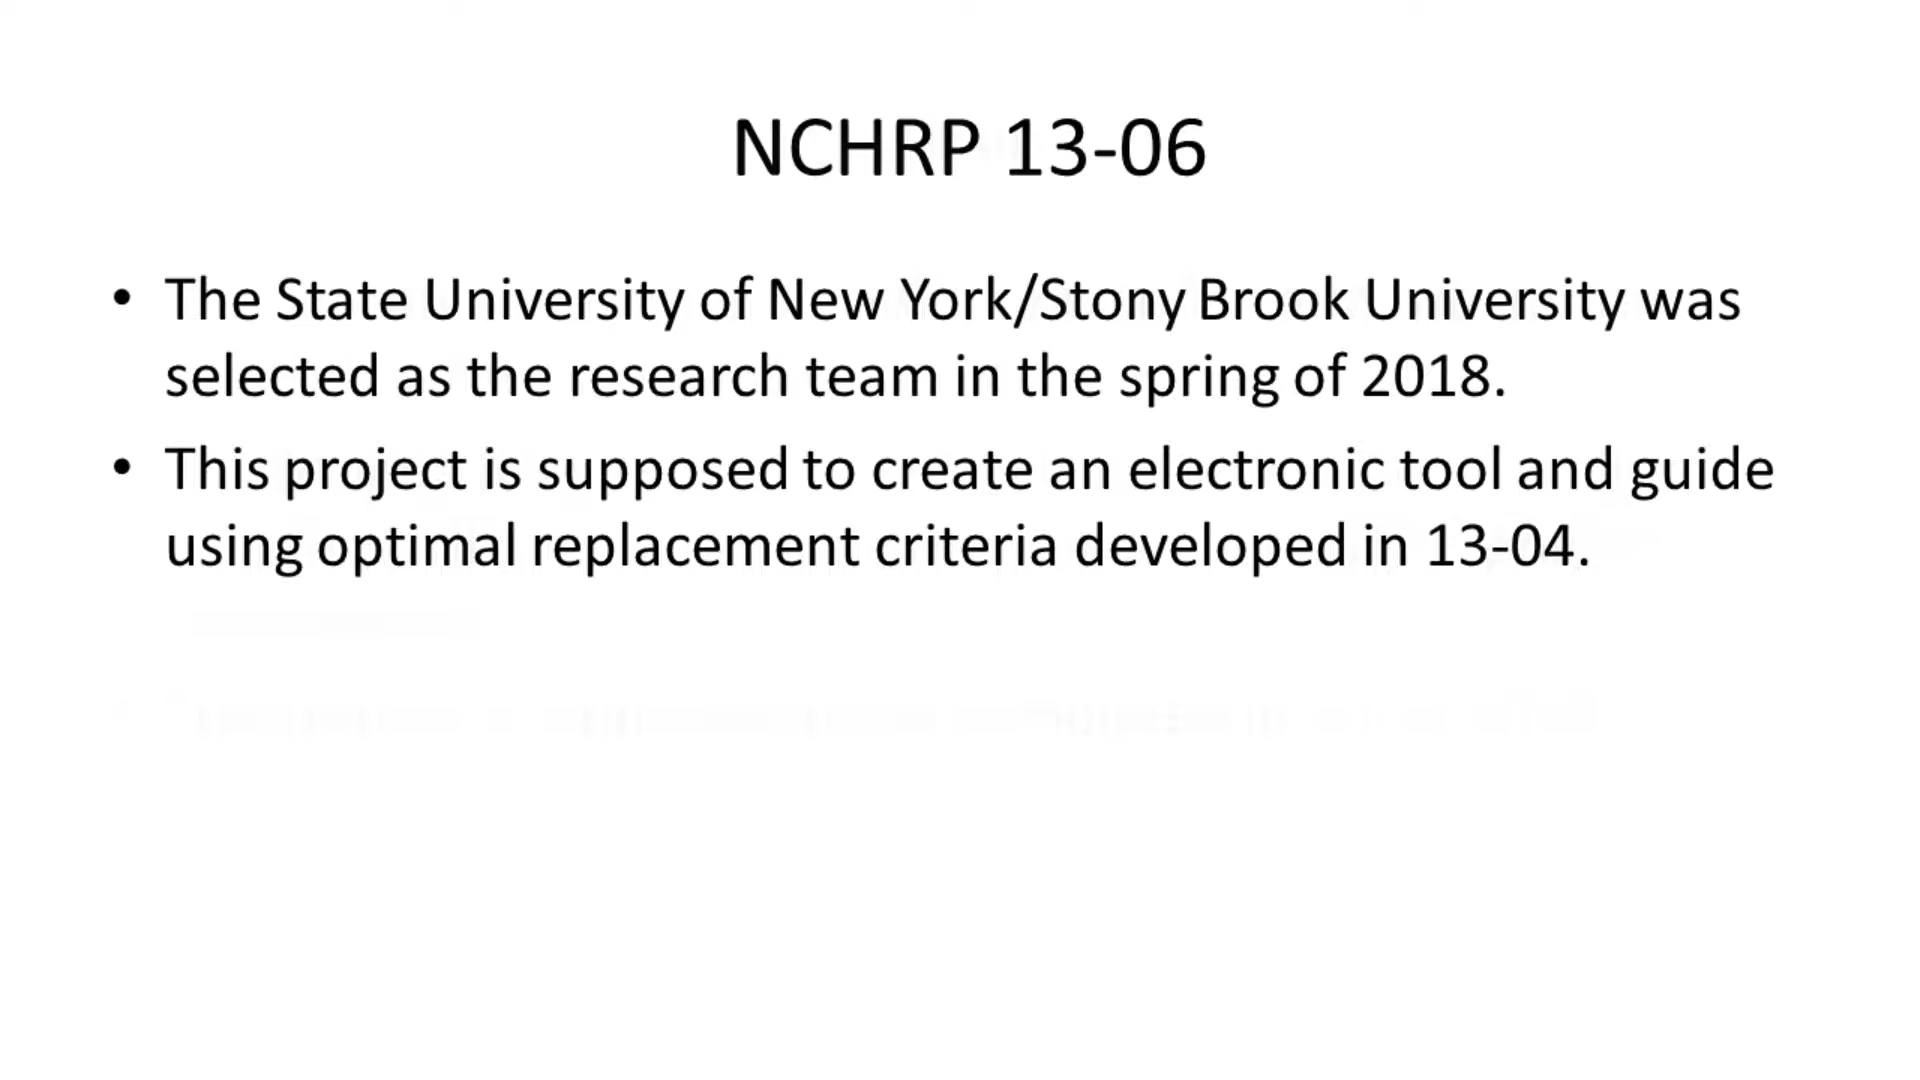 NCHRP 13-06
• The State University of New York/Stony Brook University was
selected as the research team in the spring of 2018.
• This project is supposed to create an electronic tool and guide
using optimal replacement criteria developed in 13-04.